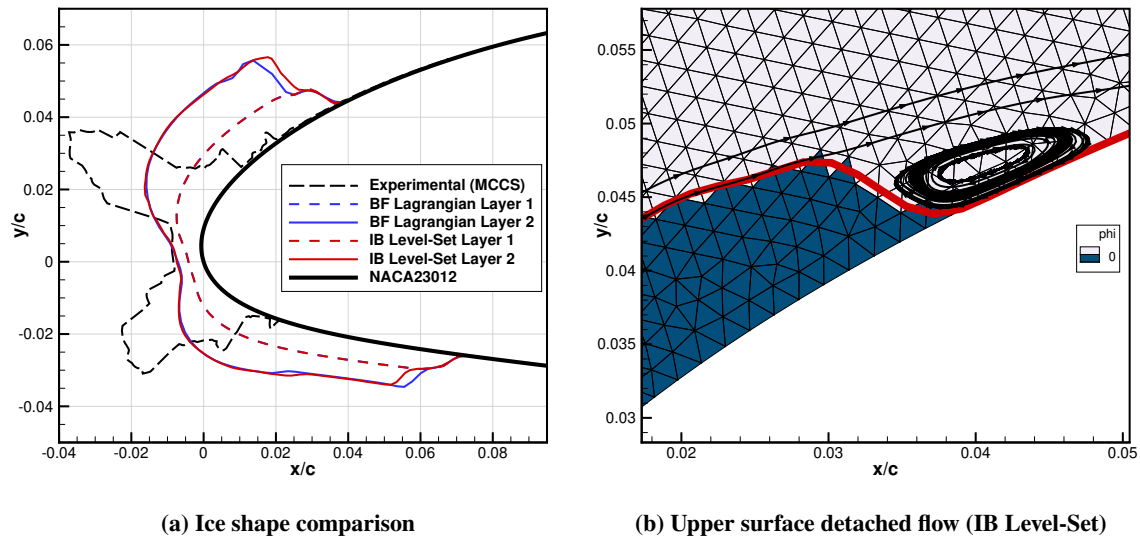 0.06
0.04
0.02
0
-0.02
-0.04
y/c
-0.04
-0.02
0
0.02
0.04
0.06
0.08
x/c
Experimental (MCCS)
BF Lagrangian Layer 1
BF Lagrangian Layer 2
IB Level-Set Layer 1
IB Level-Set Layer 2
NACA23012
(a) Ice shape comparison
0.055
0.05
0.045
0.04
0.035
0.03
y/c
0.02
0.03
0.04
0.05
x/c
phi
0
(b) Upper surface detached flow (IB Level-Set)